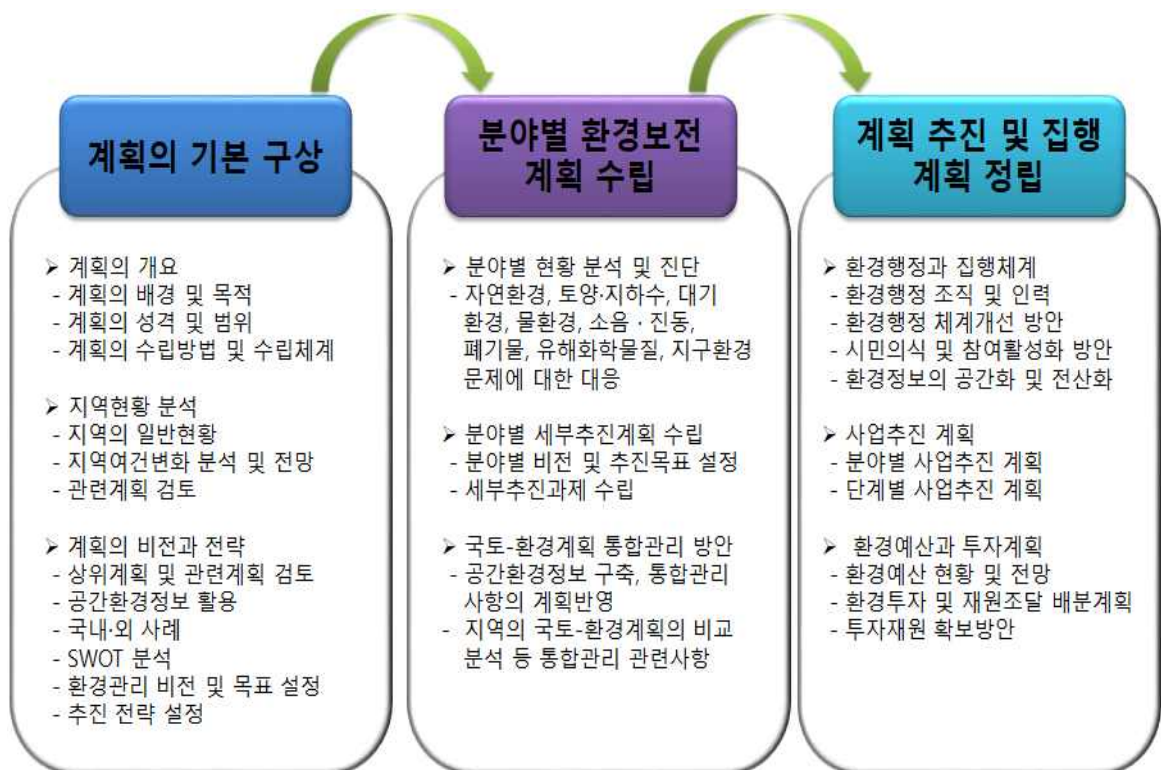 계획의 기본 구상
➢ 계획의 개요
- 계획의 배경 및 목적
- 계획의 성격 및 범위
- 계획의 수립방법 및 수립체계
➢ 지역현황 분석
- 지역의 일반현황
- 지역여건변화 분석 및 전망
- 관련계획 검토
➢ 계획의 비전과 전략
- 상위계획 및 관련계획 검토
- 공간환경정보 활용
- 국내·외 사례
- SWOT 분석
- 환경관리 비전 및 목표 설정
- 추진 전략 설정
분야별 환경보전
계획 수립
➢ 분야별 현황 분석 및 진단
- 자연환경, 토양·지하수, 대기
환경, 물환경, 소음 · 진동,
폐기물, 유해화학물질, 지구환경
문제에 대한 대응
➢ 분야별 세부추진계획 수립
- 분야별 비전 및 추진목표 설정
- 세부추진과제 수립
➢ 국토-환경계획 통합관리 방안
- 공간환경정보 구축, 통합관리
사항의 계획반영
- 지역의 국토-환경계획의 비교
분석 등 통합관리 관련사항
계획 추진 및 집행
계획 정립
➢ 환경행정과 집행체계
- 환경행정 조직 및 인력
- 환경행정 체계개선 방안
- 시민의식 및 참여활성화 방안
- 환경정보의 공간화 및 전산화
➢ 사업추진 계획
- 분야별 사업추진 계획
- 단계별 사업추진 계획
➢ 환경예산과 투자계획
- 환경예산 현황 및 전망
- 환경투자 및 재원조달 배분계획
- 투자재원 확보방안